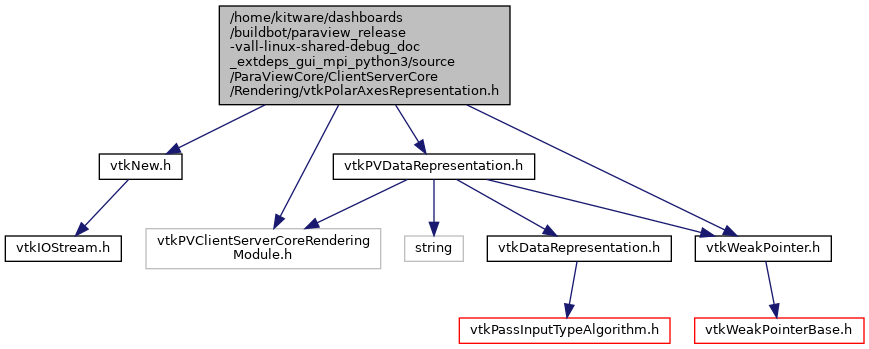 /home/kitware/dashboards
/buildbot/paraview_release
-vall-linux-shared-debug_doc
_extdeps_gui_mpi_python3/source
/ParaViewCore/ClientServerCore
/Rendering/vtkPolarAxesRepresentation.h
vtkNew.h
vtkPVDataRepresentation.h
vtkIOStream.h
vtkPVClientServerCoreRendering
Module.h
string
vtkDataRepresentation.h
vtkWeakPointer.h
vtkPassInputTypeAlgorithm.h
vtkWeakPointerBase.h